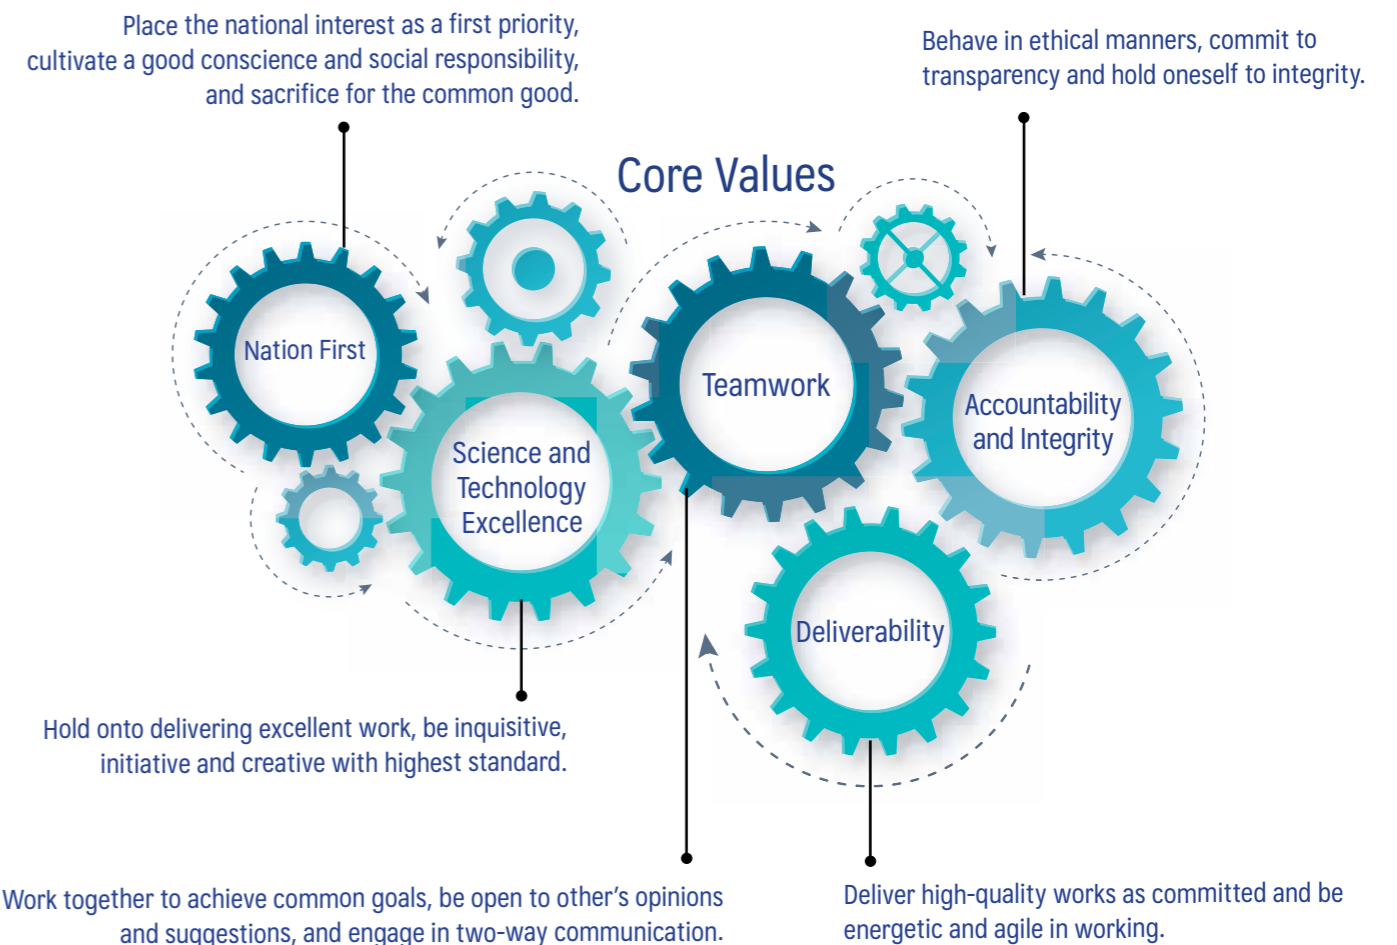 Place the national interest as a first priority,
cultivate a good conscience and social responsibility,
and sacrifice for the common good.
Behave in ethical manners, commit to
transparency and hold oneself to integrity.
Core Values
Nation First
Science and
Technology
Excellence
Teamwork
Accountability
and Integrity
Deliverability
Hold onto delivering excellent work, be inquisitive,
initiative and creative with highest standard.
Work together to achieve common goals, be open to other's opinions
and suggestions, and engage in two-way communication.
Deliver high-quality works as committed and be
energetic and agile in working.